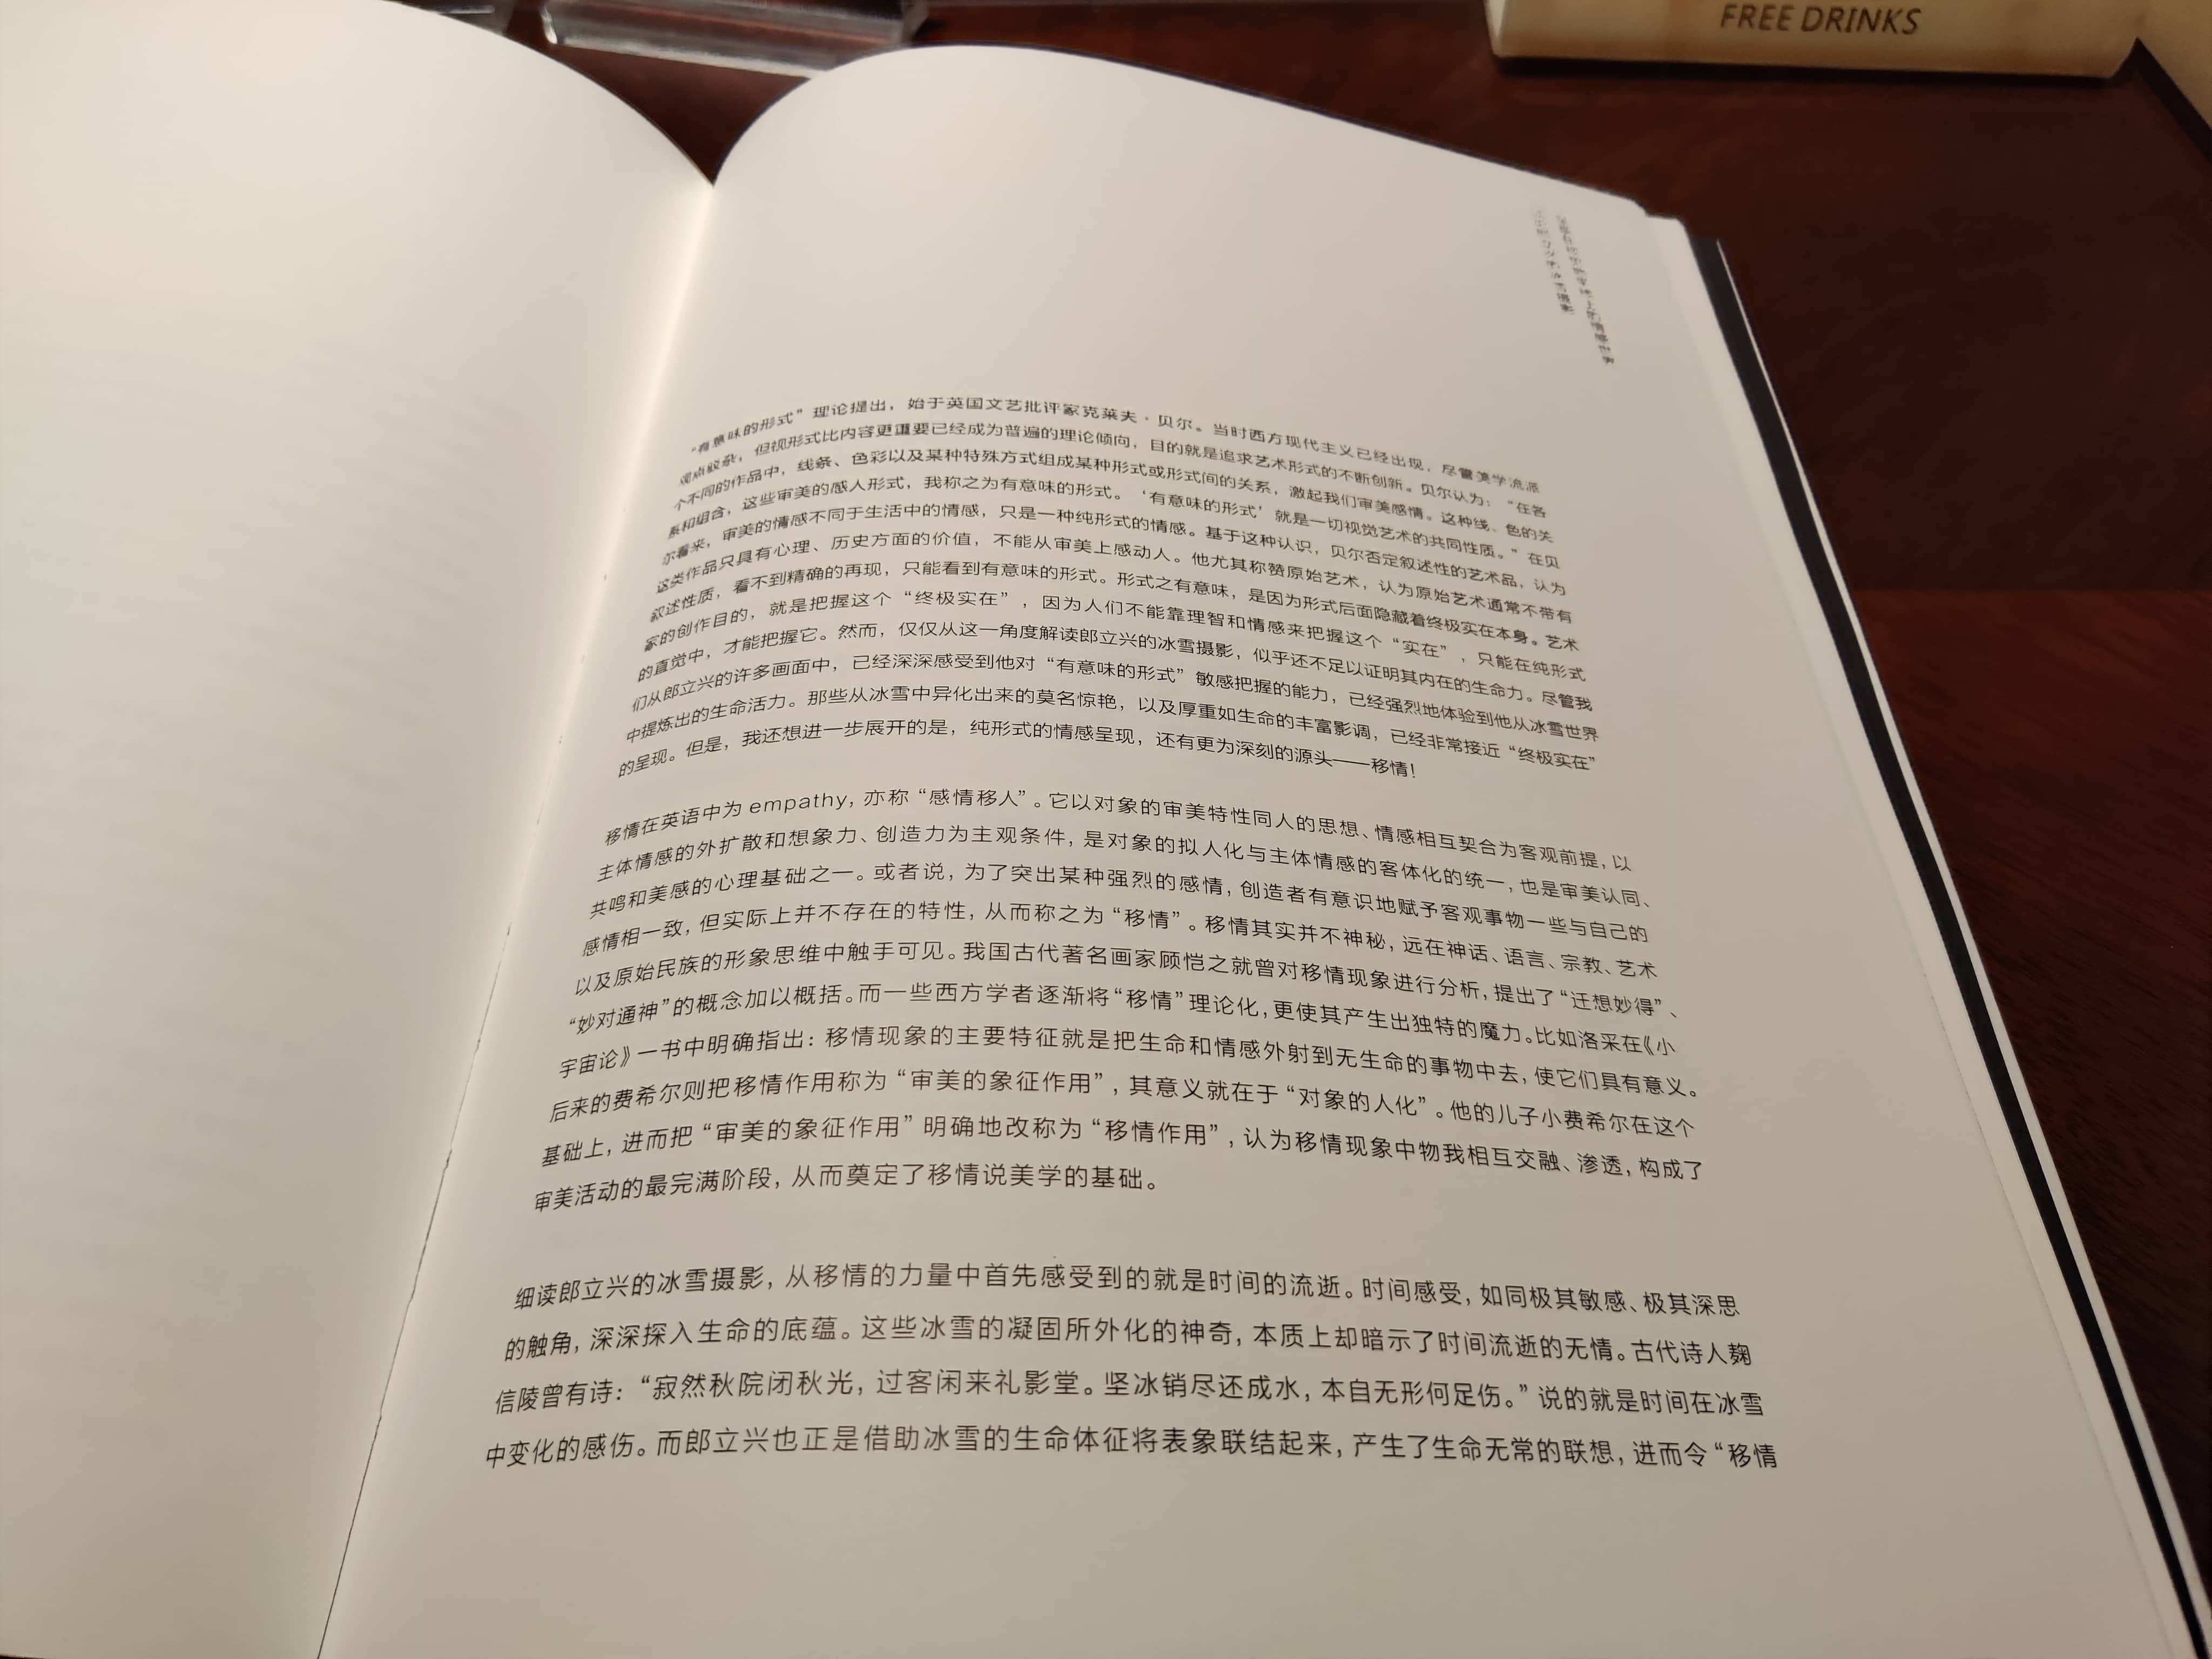 FREE DRINKS
“有意味的形式”理论提出，始于英国文艺批评家克莱夫·贝尔。当时西方现代主义已经出现，尽管美学流派
观点驳杂，但视形式比内容更重要已经成为普遍的理论倾向，目的就是追求艺术形式的不断创新。贝尔认为：“在各
个不同的作品中，线条、色彩以及某种特殊方式组成某种形式或形式间的关系，激起我们审美感情。这种线、色的关
系和组合，这些审美的感人形式，我称之为有意味的形式。‘有意味的形式’就是一切视觉艺术的共同性质。”在贝
尔看来，审美的情感不同于生活中的情感，只是一种纯形式的情感。基于这种认识，贝尔否定叙述性的艺术品，认为
这类作品只具有心理、历史方面的价值，不能从审美上感动人。他尤其称赞原始艺术，认为原始艺术通常不带有
叙述性质，看不到精确的再现，只能看到有意味的形式。形式之有意味，是因为形式后面隐藏着终极实在本身。艺术
家的创作目的，就是把握这个“终极实在”，因为人们不能靠理智和情感来把握这个“实在”，只能在纯形式
的直觉中，才能把握它。然而，仅仅从这一角度解读郎立兴的冰雪摄影，似乎还不足以证明其内在的生命力。尽管我
们从郎立兴的许多画面中，已经深深感受到他对“有意味的形式”敏感把握的能力，已经强烈地体验到他从冰雪世界
中提炼出的生命活力。那些从冰雪中异化出来的莫名惊艳，以及厚重如生命的丰富影调，已经非常接近“终极实在”
的呈现。但是，我还想进一步展开的是，纯形式的情感呈现，还有更为深刻的源头——移情！
移情在英语中为empathy，亦称“感情移人”。它以对象的审美特性同人的思想、情感相互契合为客观前提，以
主体情感的外扩散和想象力、创造力为主观条件，是对象的拟人化与主体情感的客体化的统一，也是审美认同、
共鸣和美感的心理基础之一。或者说，为了突出某种强烈的感情，创造者有意识地赋予客观事物一些与自己的
感情相一致，但实际上并不存在的特性，从而称之为“移情”。移情其实并不神秘，远在神话、语言、宗教、艺术
以及原始民族的形象思维中触手可见。我国古代著名画家顾恺之就曾对移情现象进行分析，提出了“迁想妙得”、
“妙对通神”的概念加以概括。而一些西方学者逐渐将“移情”理论化，更使其产生出独特的魔力。比如洛采在《小
宇宙论》一书中明确指出：移情现象的主要特征就是把生命和情感外射到无生命的事物中去，使它们具有意义。
后来的费希尔则把移情作用称为“审美的象征作用”，其意义就在于“对象的人化”。他的儿子小费希尔在这个
基础上，进而把“审美的象征作用”明确地改称为“移情作用”，认为移情现象中物我相互交融、渗透，构成了
审美活动的最完满阶段，从而奠定了移情说美学的基础。
细读郎立兴的冰雪摄影，从移情的力量中首先感受到的就是时间的流逝。时间感受，如同极其敏感、极其深思
的触角，深深探入生命的底蕴。这些冰雪的凝固所外化的神奇，本质上却暗示了时间流逝的无情。古代诗人麹
信陵曾有诗：“寂然秋院闭秋光，过客闲来礼影堂。坚冰销尽还成水，本自无形何足伤。”说的就是时间在冰雪
中变化的感伤。而郎立兴也正是借助冰雪的生命体征将表象联结起来，产生了生命无常的联想，进而令“移情